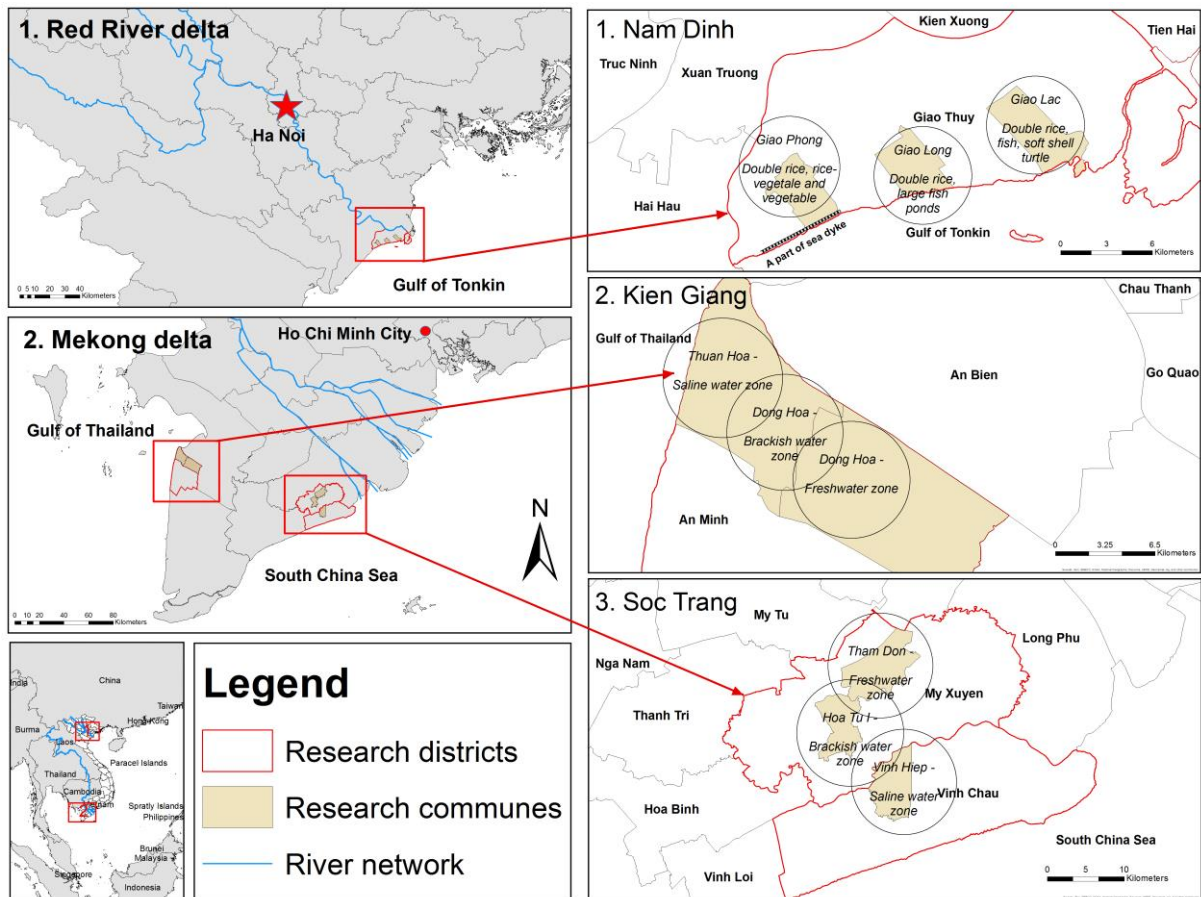 1. Red River delta
Ha Noi
Gulf of Tonkin
0 5 10 20 30 40
Kilometers
2. Mekong delta
Ho Chi Minh City
Gulf of Thailand
South China Sea
N
0 10 20 40 60 80
Kilometers
India
China
Taiwan
Hong Kong
Burma
Laos
Paracel Islands
Thailand
Cambodia
Vietnam
Spratly Islands
Philippines
Brunei
Malaysia
Singapore
Indonesia
1
2
Legend
Research districts
Research communes
River network
1. Nam Dinh
Kien Xuong
Tien Hai
Truc Ninh
Xuan Truong
Giao Lac
Double rice,
fish, soft shell
turtle
Giao Thuy
Giao Phong
Double rice, rice-
vegetale and
vegetable
Giao Long
Double rice,
large fish
ponds
Hai Hau
A part of sea dyke
Gulf of Tonkin
0 3 6
Kilometers
2. Kien Giang
Chau Thanh
Gulf of Thailand
Thuan Hoa -
Saline water zone
An Bien
Go Quao
Dong Hoa -
Brackish water
zone
Dong Hoa -
Freshwater zone
An Minh
0 3.25 6.5
Kilometers
3. Soc Trang
My Tu
Long Phu
Nga Nam
Tham Don -
Freshwater
zone
My Xuyen
Thanh Tri
Hoa Tu I -
Brackish water
zone
Vinh Hiep -
Saline water
zone
Vinh Chau
Hoa Binh
South China Sea
Vinh Loi
0 5 10
Kilometers